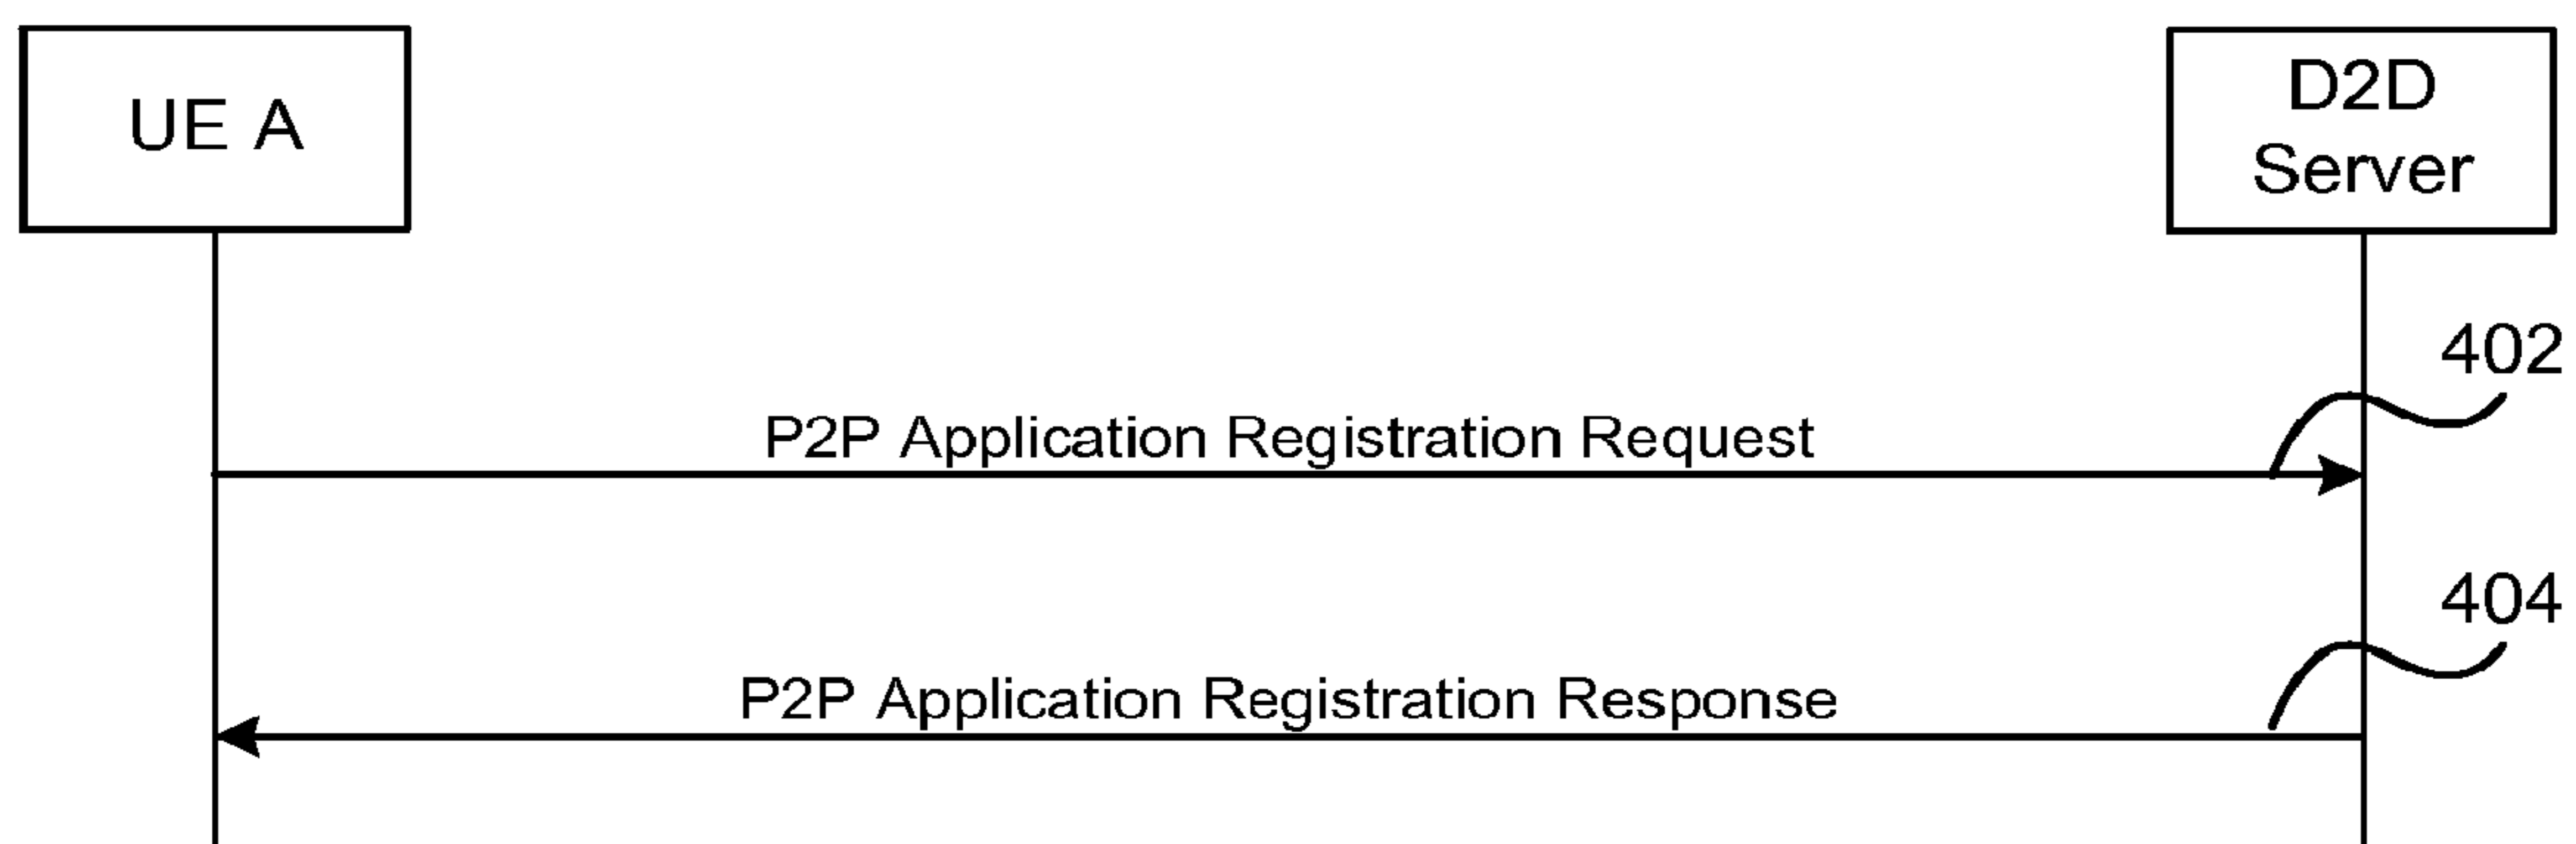 UE A
D2D
Server
402
P2P Application Registration Request
404
P2P Application Registration Response